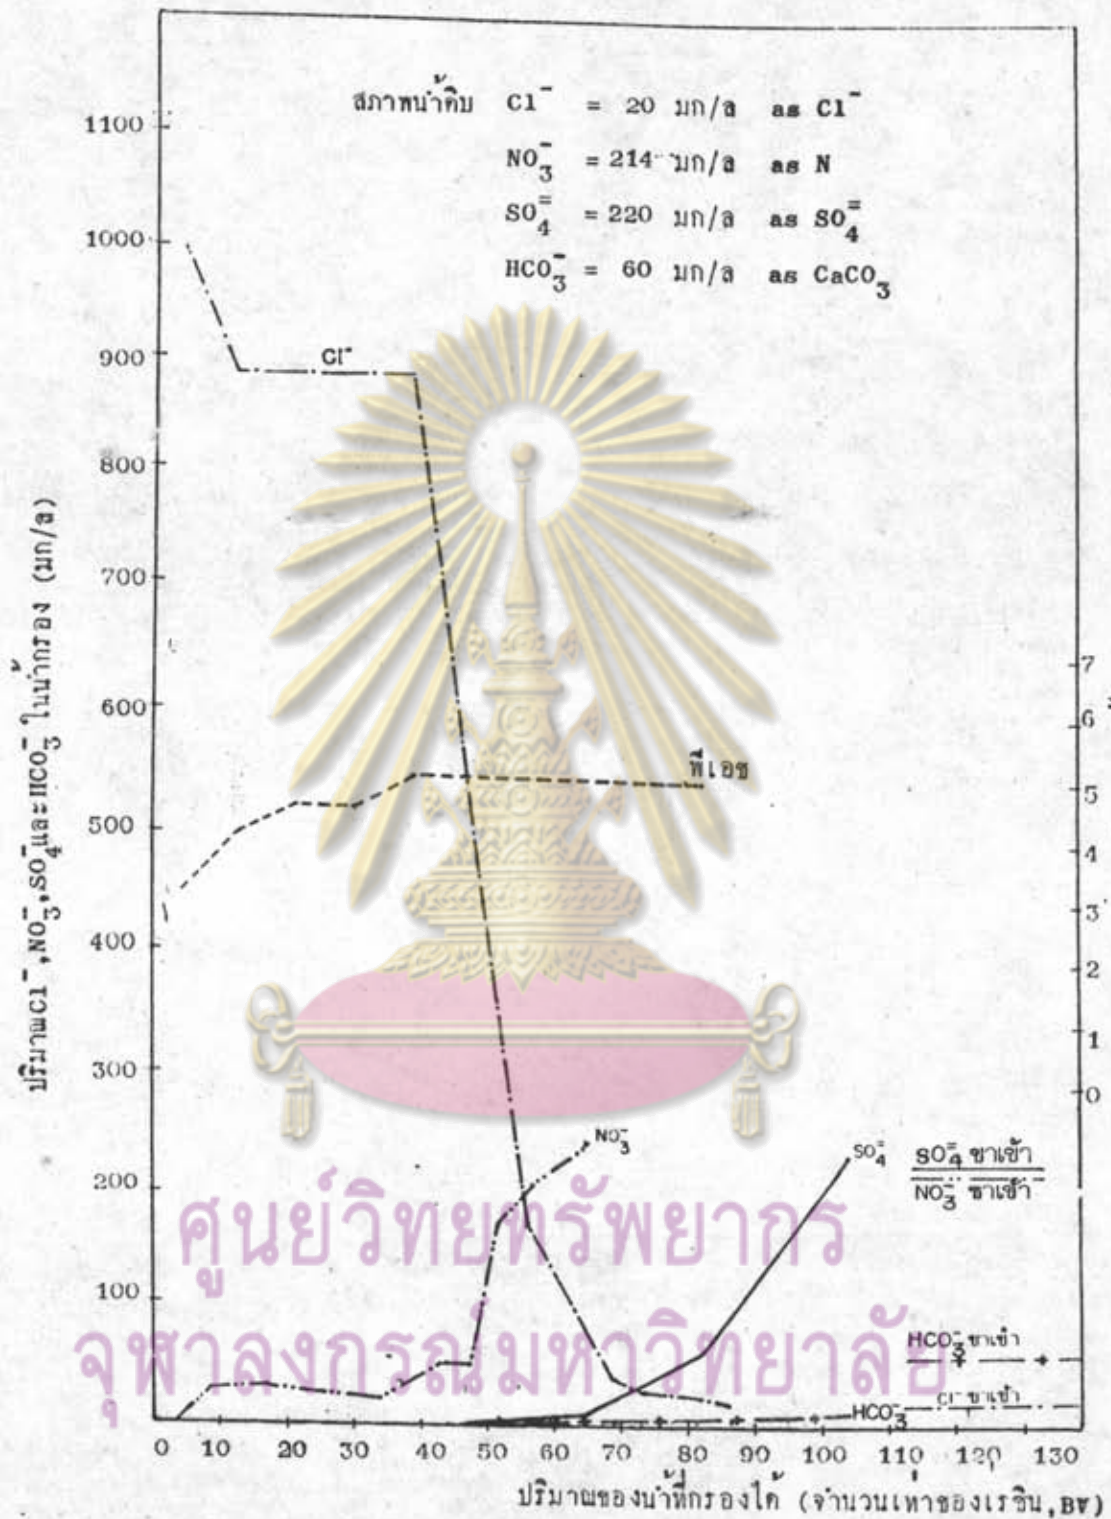 สภาพน้ำดิบ Cl⁻ = 20 มก/ล as Cl⁻
NO₃⁻ = 214 มก/ล as N
SO₄⁼ = 220 มก/ล as SO₄⁼
HCO₃⁻ = 60 มก/ล as CaCO₃
ปริมาณCl⁻,NO₃⁻,SO₄⁼และHCO₃⁻ ในน้ำกรอง (มก/ล)
1100
1000
900
800
700
600
500
400
300
200
100
Cl⁻
พีเอช
NO₃⁻
SO₄⁼
SO₄⁼ ขาเข้า
NO₃⁻ ขาเข้า
HCO₃⁻ ขาเข้า
Cl⁻ ขาเข้า
HCO₃⁻
7
6
5
4
3
2
1
0
ศูนย์วิทยทรัพยากร
จุฬาลงกรณ์มหาวิทยาลัย
0 10 20 30 40 50 60 70 80 90 100 110 120 130
ปริมาณของน้ำที่กรองได้ (จำนวนเท่าของเรซิน,BV)